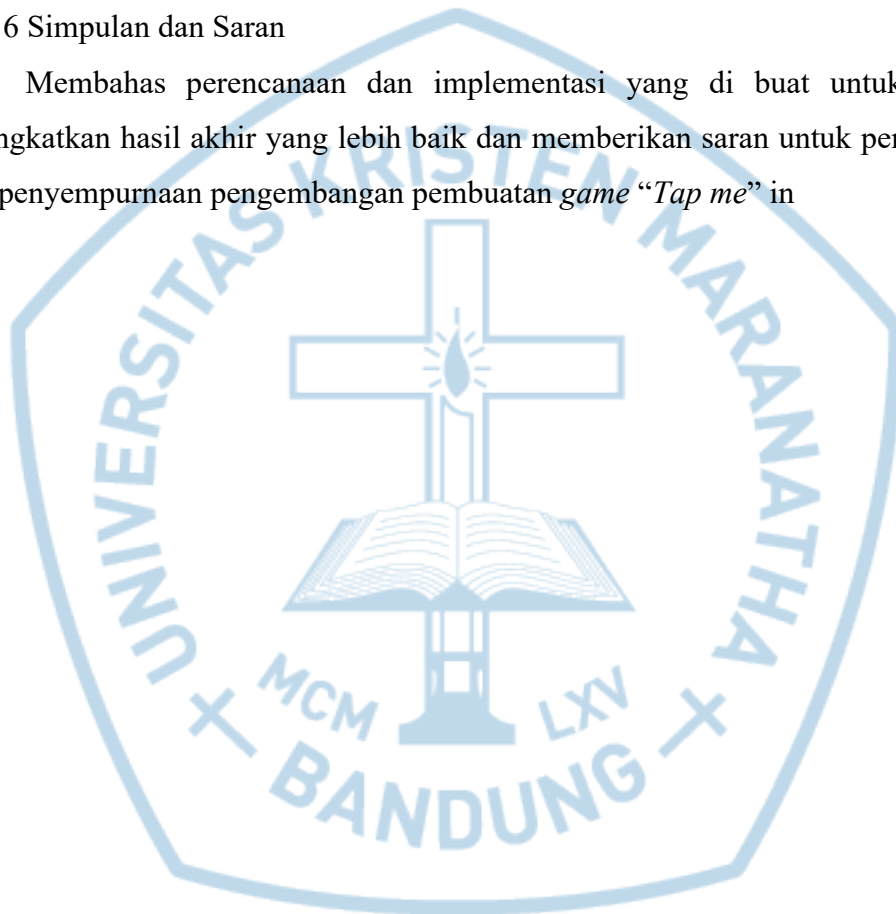 6 Simpulan dan Saran
Membahas perencanaan dan implementasi yang di buat untuk
ngkatkan hasil akhir yang lebih baik dan memberikan saran untuk per
penyempurnaan pengembangan pembuatan game “Tap me” in
UNIVERSITAS KRISTEN MARANATHA
MCM LXV
BANDUNG